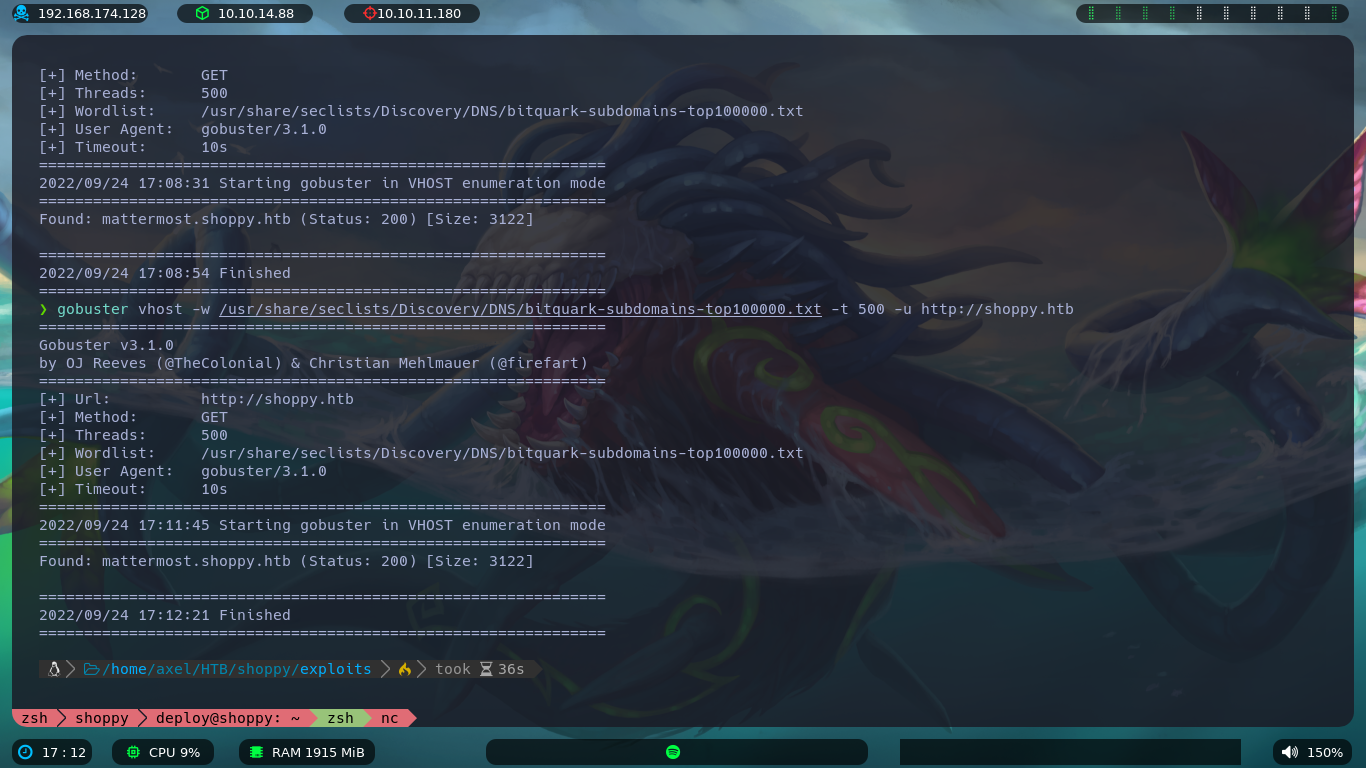 192.168.174.128 10.10.14.88 10.10.11.180
[+] Method:       GET
[+] Threads:      500
[+] Wordlist:     /usr/share/seclists/Discovery/DNS/bitquark-subdomains-top100000.txt
[+] User Agent:   gobuster/3.1.0
[+] Timeout:      10s
===============================================================
2022/09/24 17:08:31 Starting gobuster in VHOST enumeration mode
===============================================================
Found: mattermost.shoppy.htb (Status: 200) [Size: 3122]
===============================================================
2022/09/24 17:08:54 Finished
===============================================================
❯ gobuster vhost -w /usr/share/seclists/Discovery/DNS/bitquark-subdomains-top100000.txt -t 500 -u http://shoppy.htb
===============================================================
Gobuster v3.1.0
by OJ Reeves (@TheColonial) & Christian Mehlmauer (@firefart)
===============================================================
[+] Url:          http://shoppy.htb
[+] Method:       GET
[+] Threads:      500
[+] Wordlist:     /usr/share/seclists/Discovery/DNS/bitquark-subdomains-top100000.txt
[+] User Agent:   gobuster/3.1.0
[+] Timeout:      10s
===============================================================
2022/09/24 17:11:45 Starting gobuster in VHOST enumeration mode
===============================================================
Found: mattermost.shoppy.htb (Status: 200) [Size: 3122]
===============================================================
2022/09/24 17:12:21 Finished
===============================================================
/home/axel/HTB/shoppy/exploits took 36s
zsh shoppy deploy@shoppy: ~ zsh nc
17 : 12 CPU 9% RAM 1915 MiB 150%